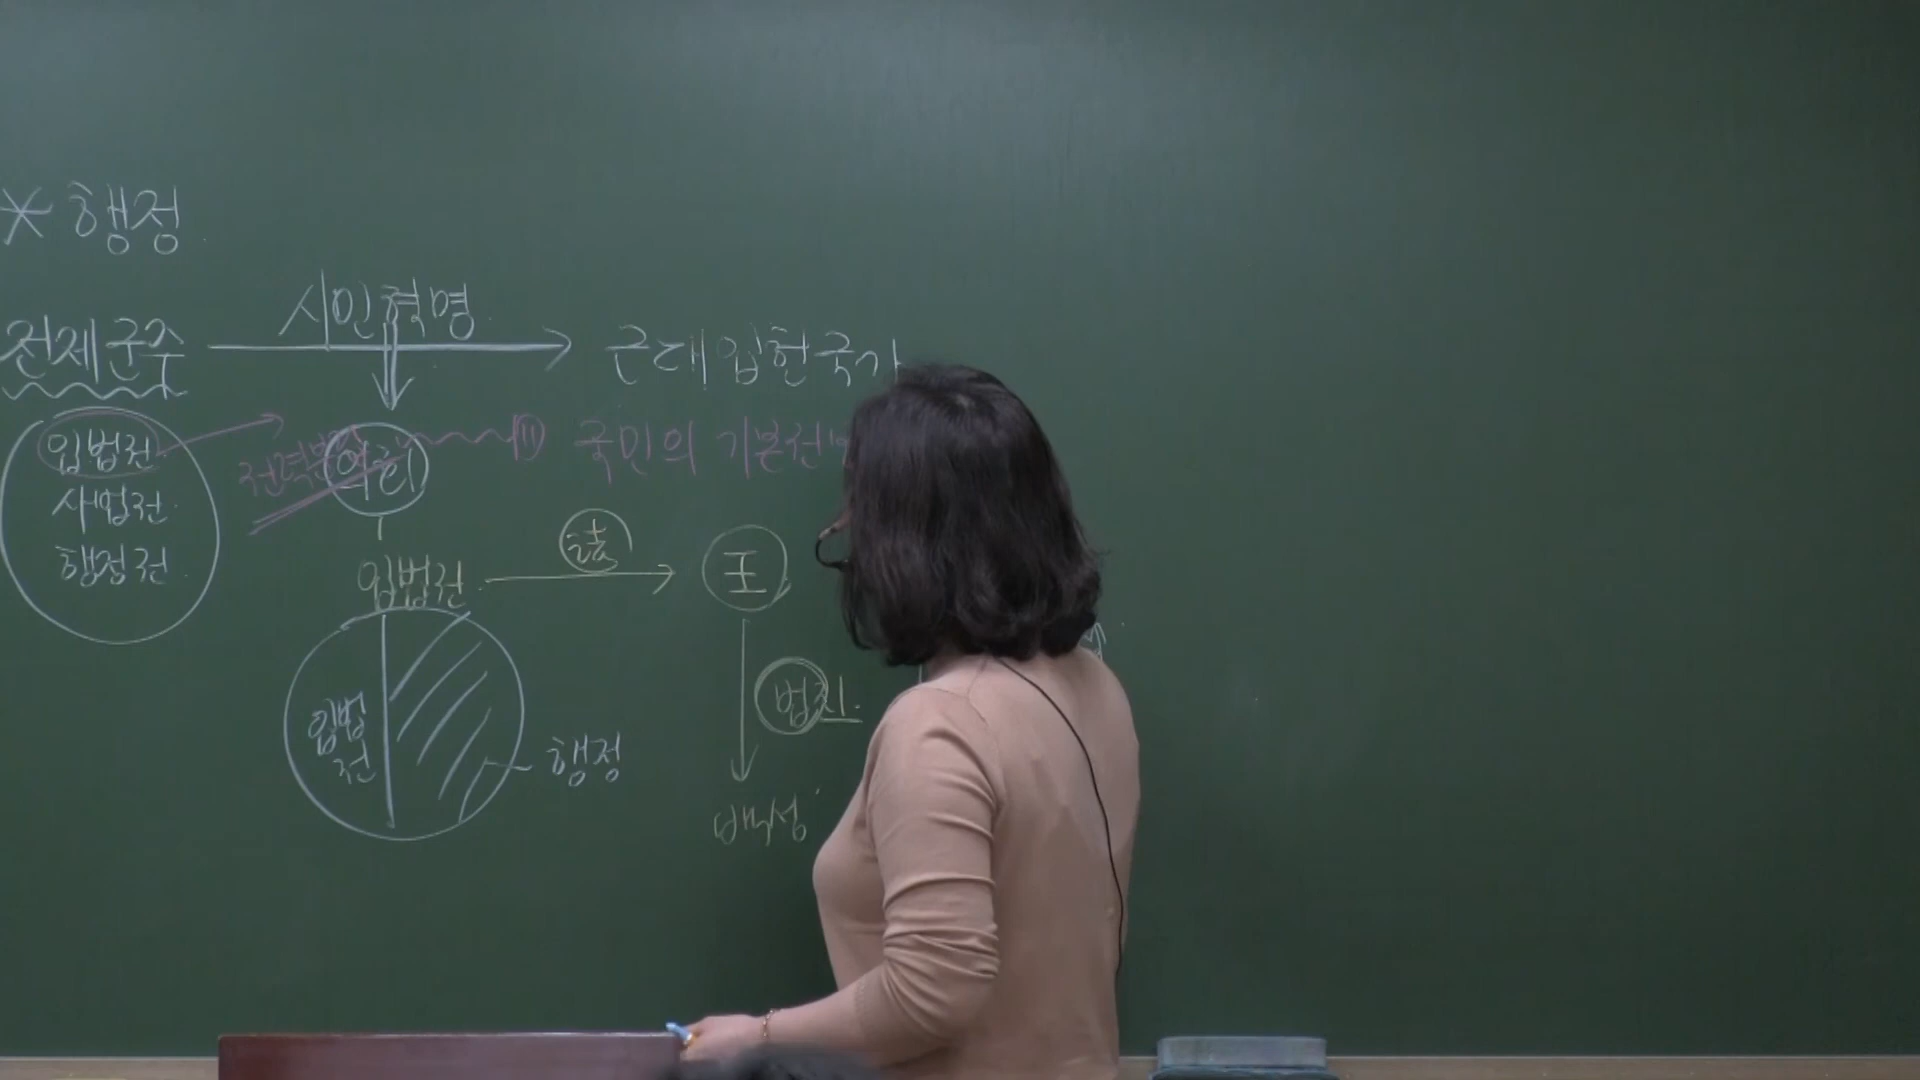 * 행정
시민혁명
전제군주 → 근대입헌국가
입법권
사법권
행정권
권력분립
의회
국민의 기본권
입법권 → 法 王
법치
백성
입법
권
행정